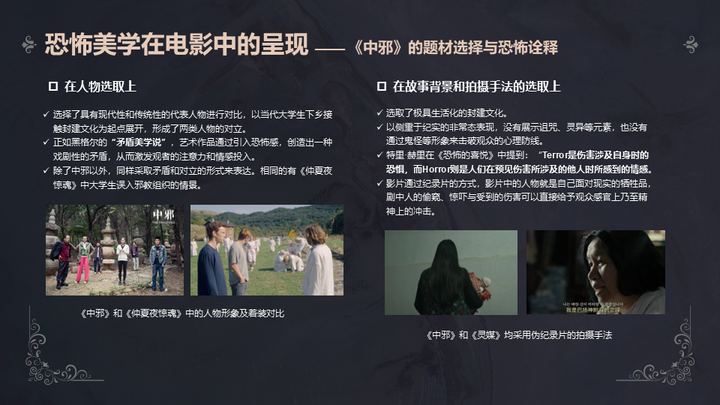 恐怖美学在电影中的呈现 —— 《中邪》的题材选择与恐怖诠释
在人物选取上
选择了具有现代性和传统性的代表人物进行对比，以当代大学生下乡接
触封建文化为起点展开，形成了两类人物的对立。
正如黑格尔的“矛盾美学说”，艺术作品通过引入恐惧感，创造出一种
戏剧性的矛盾，从而激发观者的注意力和情感投入。
除了中邪以外，同样采取矛盾和对立的形式来表达。相同的有《仲夏夜
惊魂》中大学生误入邪教组织的情景。
中邪
《中邪》和《仲夏夜惊魂》中的人物形象及着装对比
在故事背景和拍摄手法的选取上
选取了极具生活化的封建文化。
以侧重于纪实的非常态表现，没有展示诅咒、灵异等元素，也没有
通过鬼怪等形象来击破观众的心理防线。
特里·赫里在《恐怖的喜悦》中提到：“Terror是伤害涉及自身时的
恐惧，而Horror则是人们在预见伤害所涉及的他人时所感到的情感。
影片通过纪录片的方式，影片中的人物就是自己面对现实的牺牲品，
剧中人的偷窥、惊吓与受到的伤害可以直接给予观众感官上乃至精
神上的冲击。
《中邪》和《灵媒》均采用伪纪录片的拍摄手法